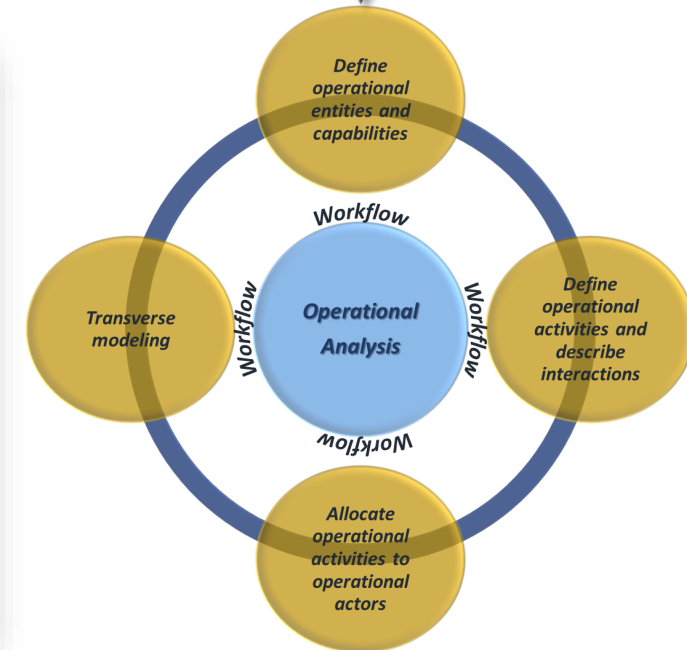 Define
operational
entities and
capabilities
Workflow
Transverse
modeling
Workflow
Operational
Analysis
Workflow
Define
operational
activities and
describe
interactions
Workflow
Allocate
operational
activities to
operational
actors